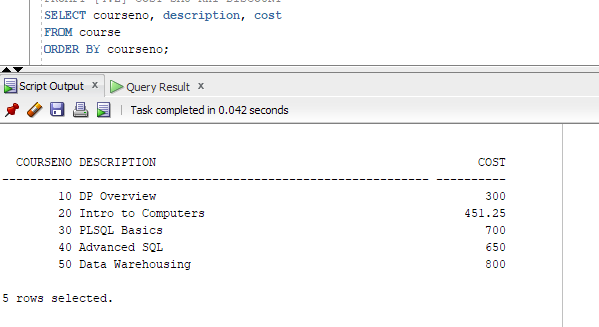 SELECT courseno, description, cost
FROM course
ORDER BY courseno;
Script Output x Query Result x
Task completed in 0.042 seconds
COURSENO DESCRIPTION COST
---------- -------------------------------------------------- ----------
10 DP Overview 300
20 Intro to Computers 451.25
30 PLSQL Basics 700
40 Advanced SQL 650
50 Data Warehousing 800
5 rows selected.